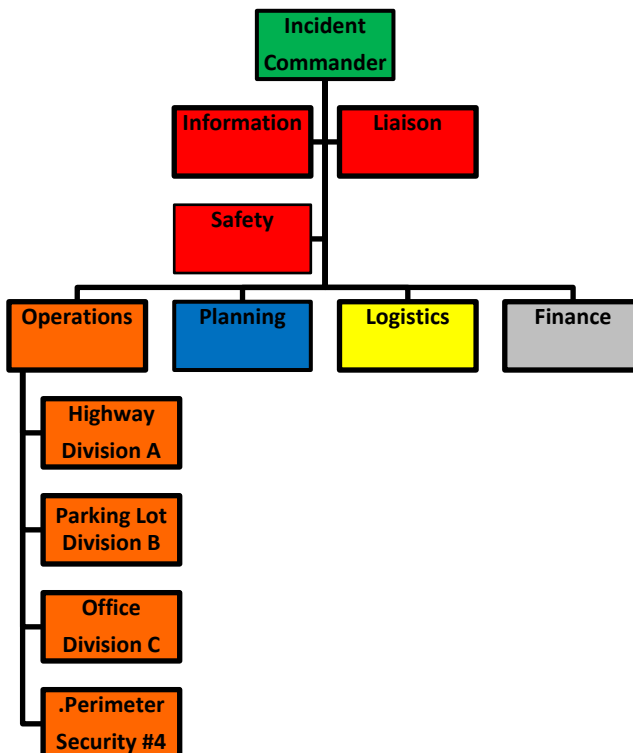 Incident
Commander
Information
Liaison
Safety
Operations
Planning
Logistics
Finance
Highway
Division A
Parking Lot
Division B
Office
Division C
.Perimeter
Security #4